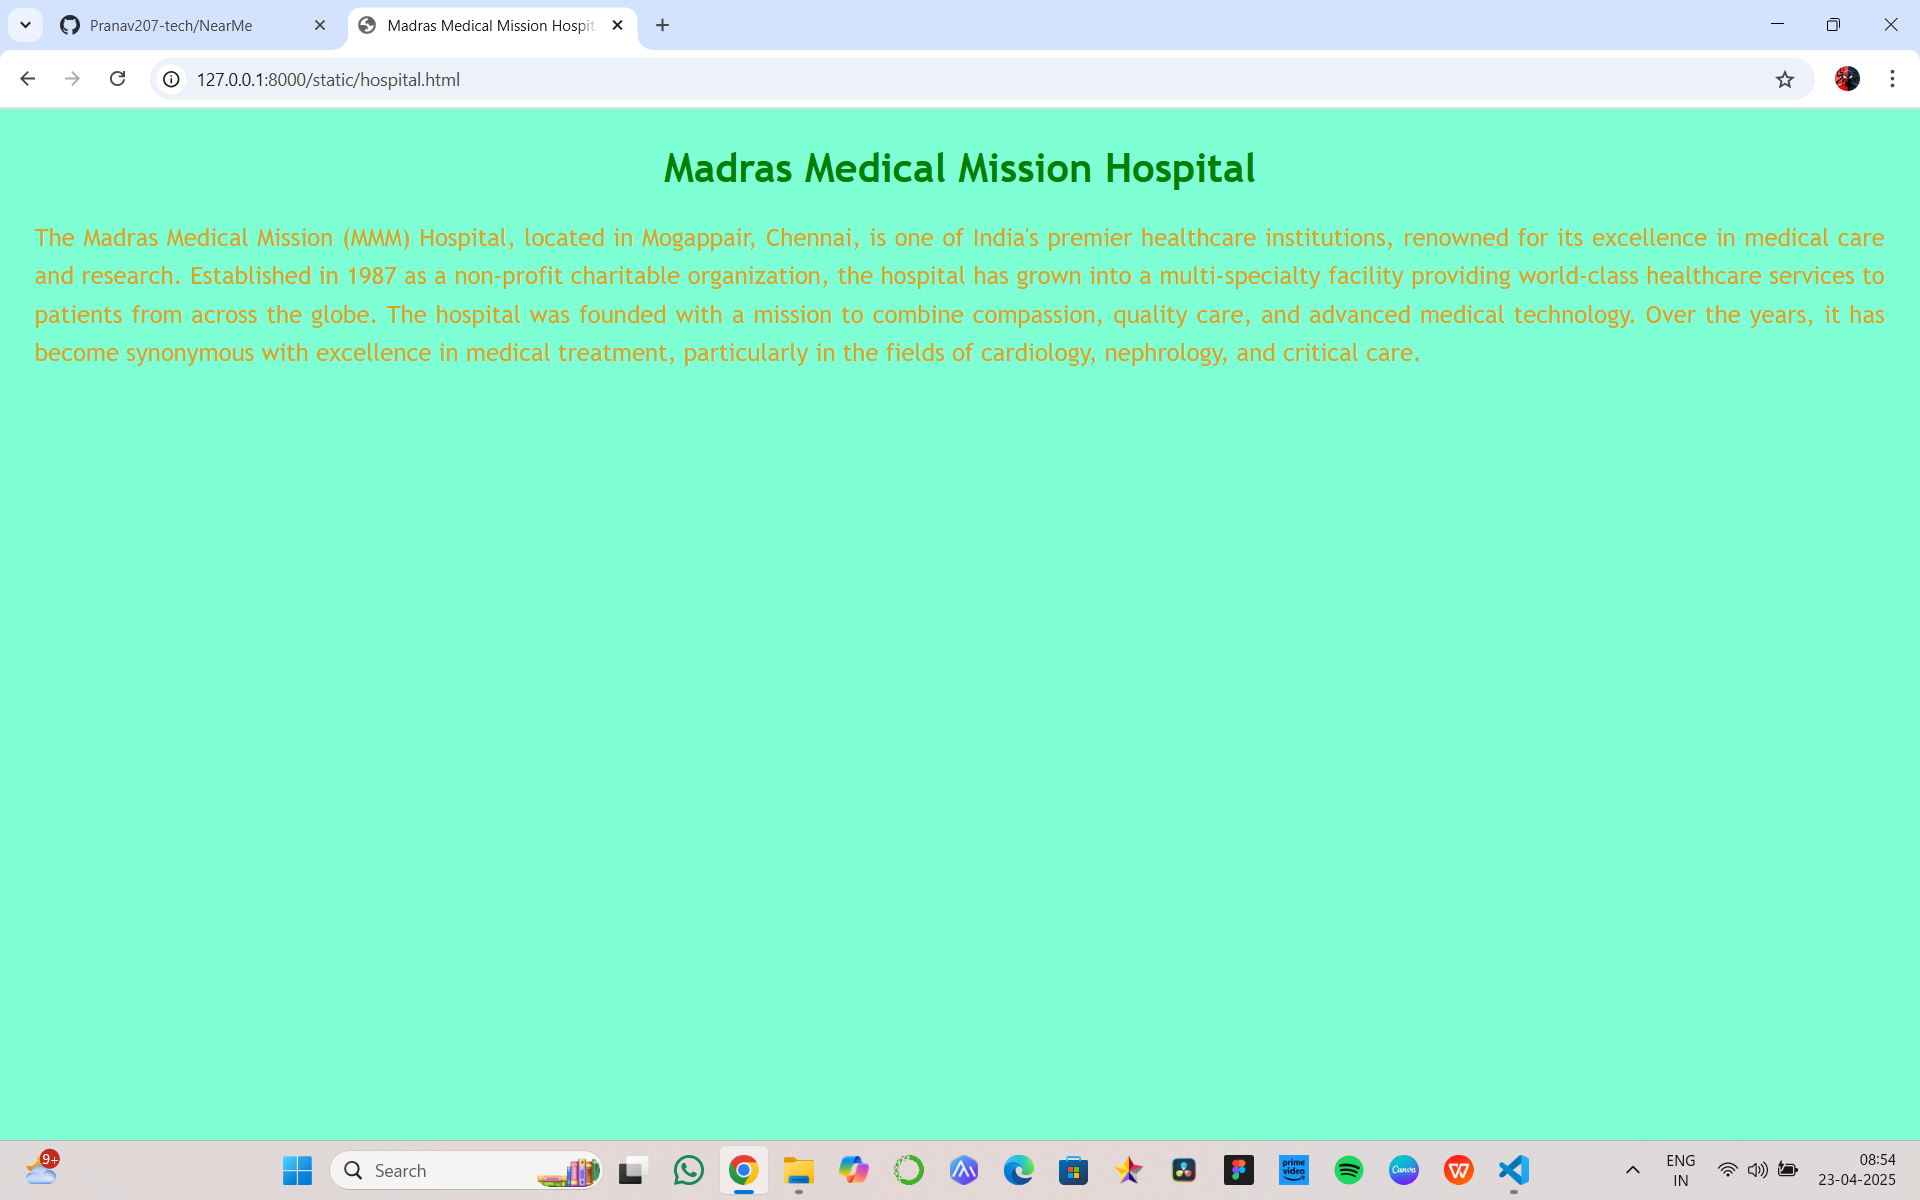 Pranav207-tech/NearMe
Madras Medical Mission Hospit
127.0.0.1:8000/static/hospital.html
Madras Medical Mission Hospital
The Madras Medical Mission (MMM) Hospital, located in Mogappair, Chennai, is one of India's premier healthcare institutions, renowned for its excellence in medical care
and research. Established in 1987 as a non-profit charitable organization, the hospital has grown into a multi-specialty facility providing world-class healthcare services to
patients from across the globe. The hospital was founded with a mission to combine compassion, quality care, and advanced medical technology. Over the years, it has
become synonymous with excellence in medical treatment, particularly in the fields of cardiology, nephrology, and critical care.
9+
Search
prime video
Canva
ENG
IN
08:54
23-04-2025